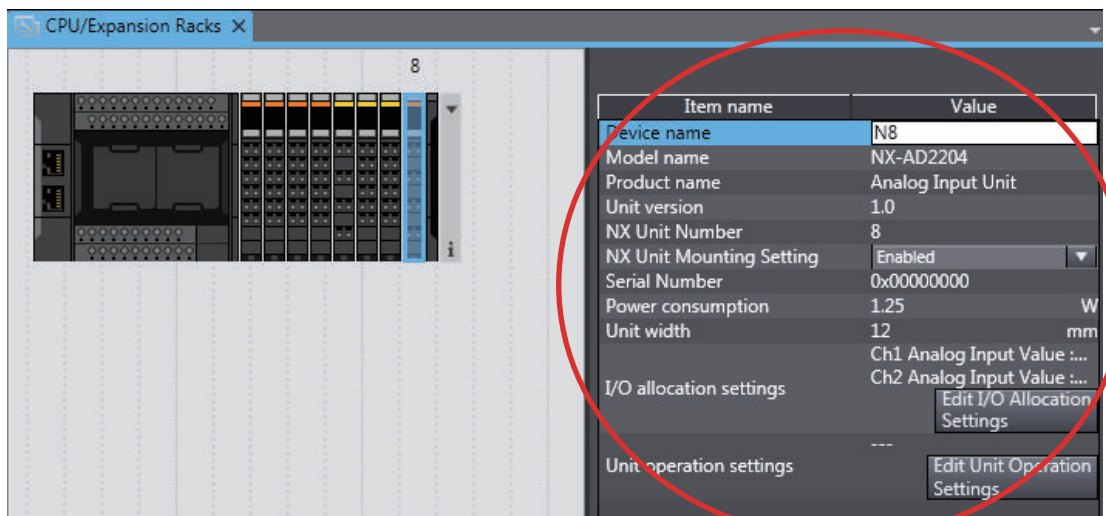 CPU/Expansion Racks X
8
i
Item name Value
Device name N8
Model name NX-AD2204
Product name Analog Input Unit
Unit version 1.0
NX Unit Number 8
NX Unit Mounting Setting Enabled
Serial Number 0x00000000
Power consumption 1.25 W
Unit width 12 mm
I/O allocation settings
Ch1 Analog Input Value :...
Ch2 Analog Input Value :...
Edit I/O Allocation
Settings
Unit operation settings
---
Edit Unit Operation
Settings